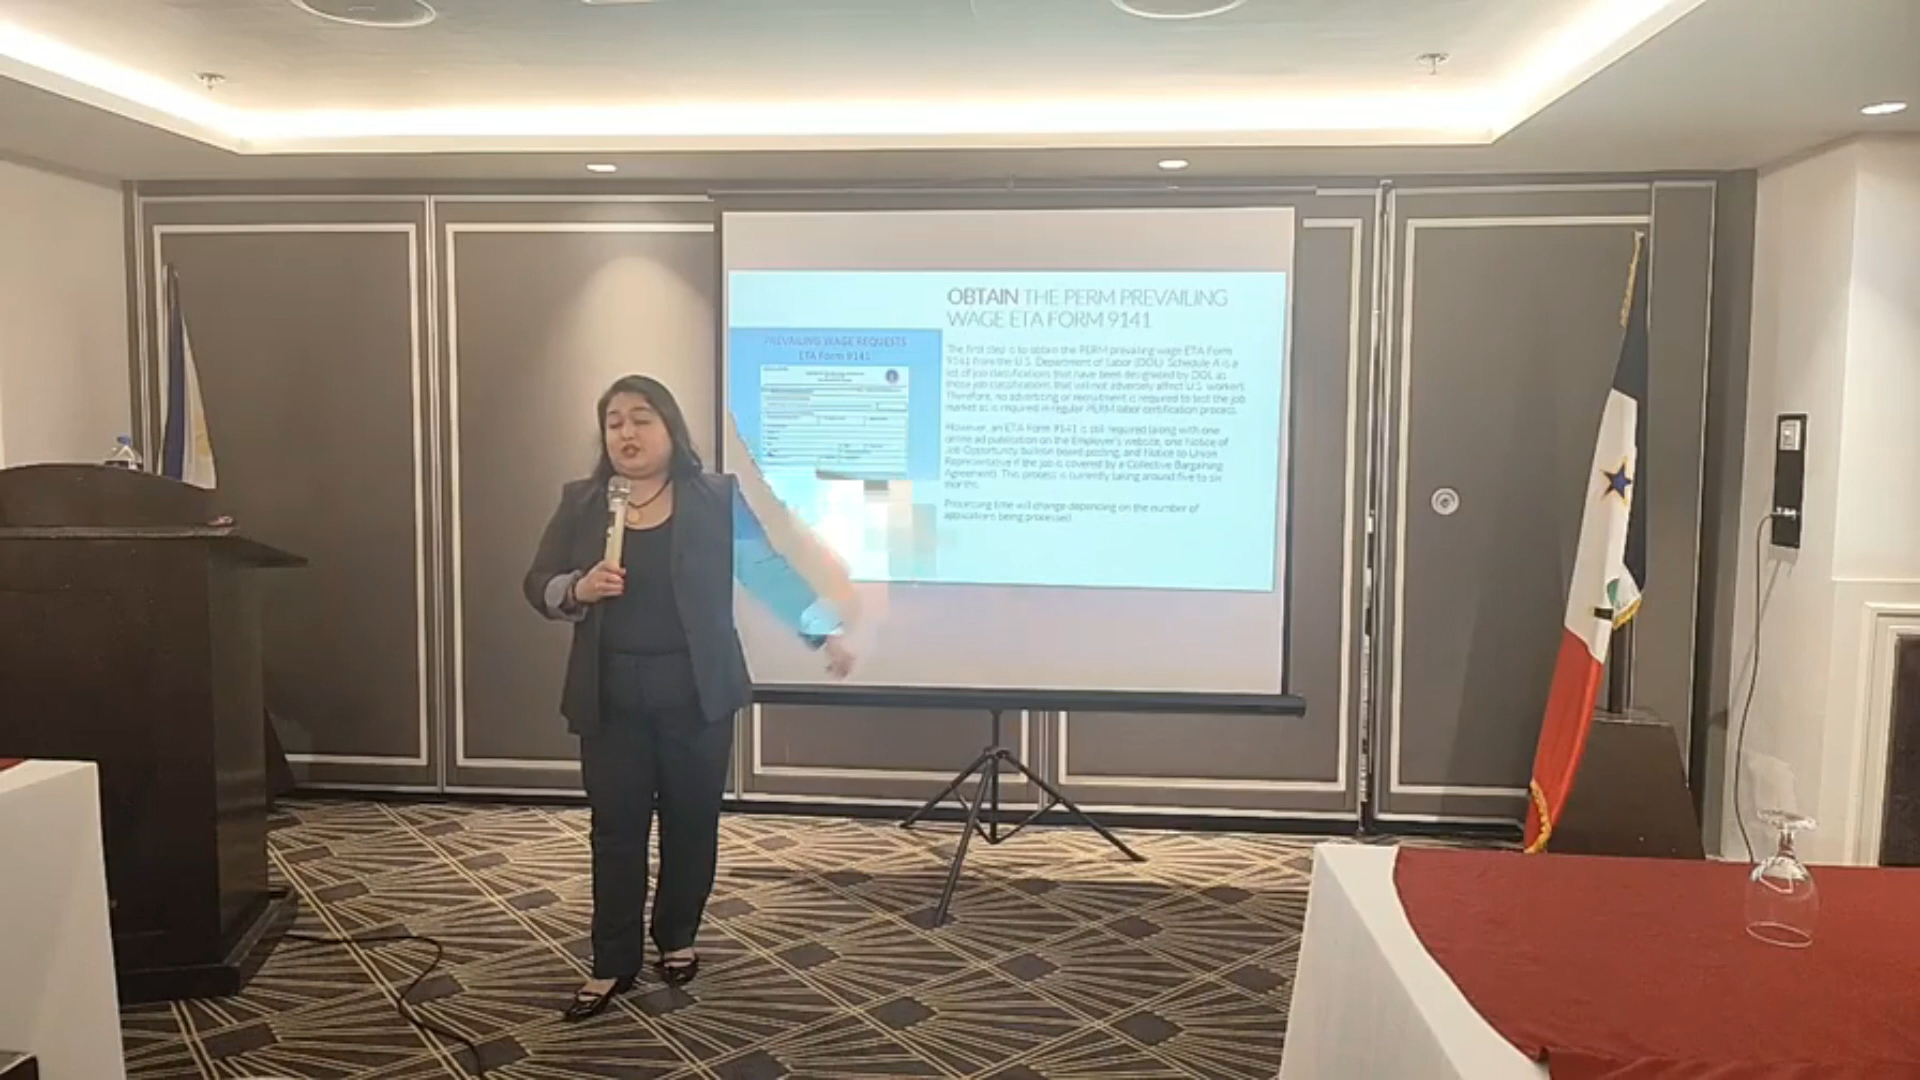 OBTAIN THE PERM PREVAILING
WAGE ETA FORM 9141
PREVAILING WAGE REQUESTS
ETA Form 9141
The first step is to obtain the PERM prevailing wage ETA Form
9141 from the U.S. Department of Labor (DOL). Schedule A is a
list of job classifications that have been designated by DOL as
those job classifications that will not adversely affect U.S. workers.
Therefore, no advertising or recruitment is required to test the job
market as is required in regular PERM labor certification process.
However, an ETA Form 9141 is still required (along with one
online ad publication on the Employer's website, one Notice of
Job Opportunity bulletin board posting, and Notice to Union
Representative if the job is covered by a Collective Bargaining
Agreement). This process is currently taking around five to six
months.
Processing time will change depending on the number of
applications being processed.